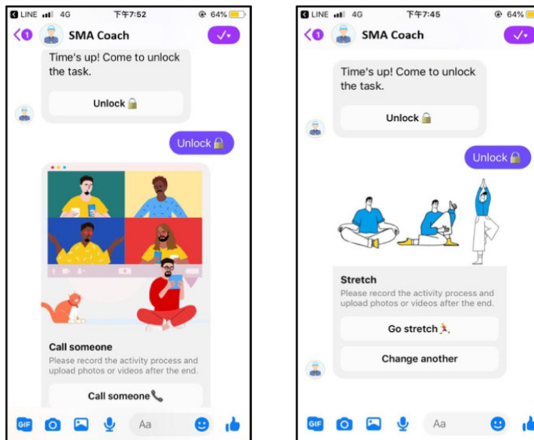 LINE 4G 下午7:52 64%
1 SMA Coach
Time's up! Come to unlock
the task.
Unlock
Unlock
Call someone
Please record the activity process and
upload photos or videos after the end.
Call someone
GIF Aa
LINE 4G 下午7:45 64%
1 SMA Coach
Time's up! Come to unlock
the task.
Unlock
Unlock
Stretch
Please record the activity process and
upload photos or videos after the end.
Go stretch
Change another
GIF Aa